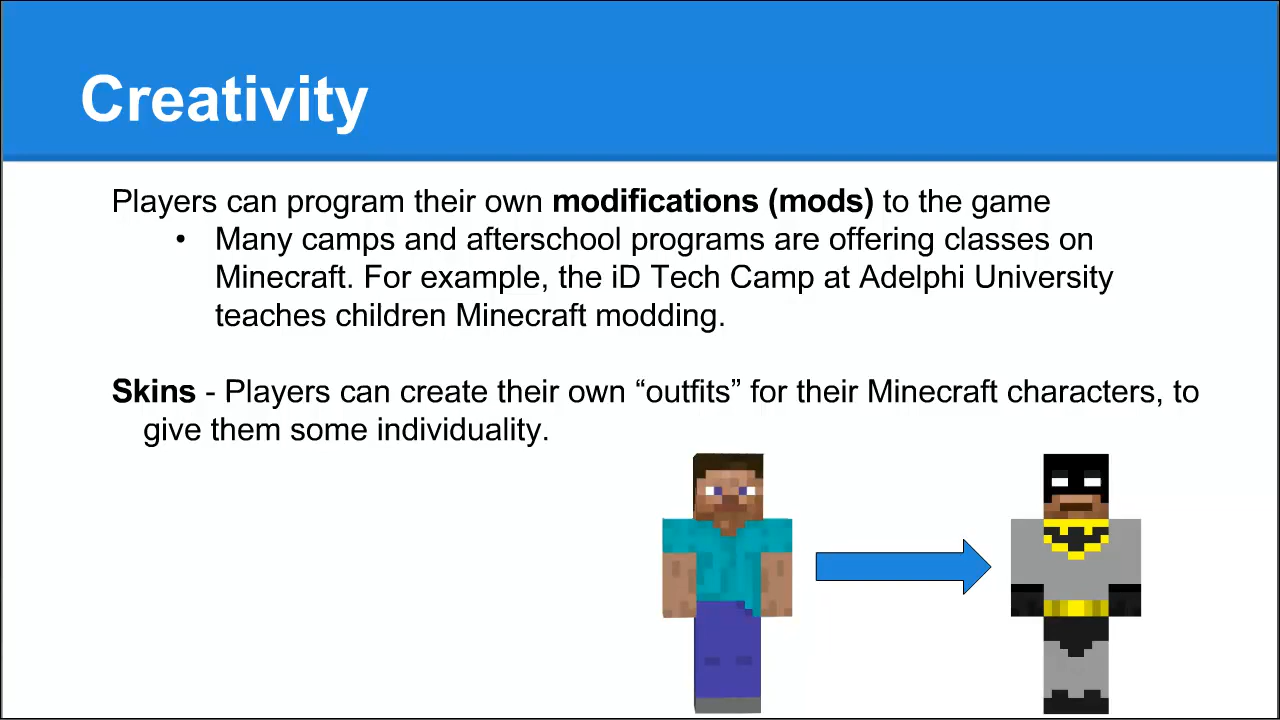 Creativity
Players can program their own modifications (mods) to the game
• Many camps and afterschool programs are offering classes on
Minecraft. For example, the iD Tech Camp at Adelphi University
teaches children Minecraft modding.
Skins - Players can create their own “outfits” for their Minecraft characters, to
give them some individuality.